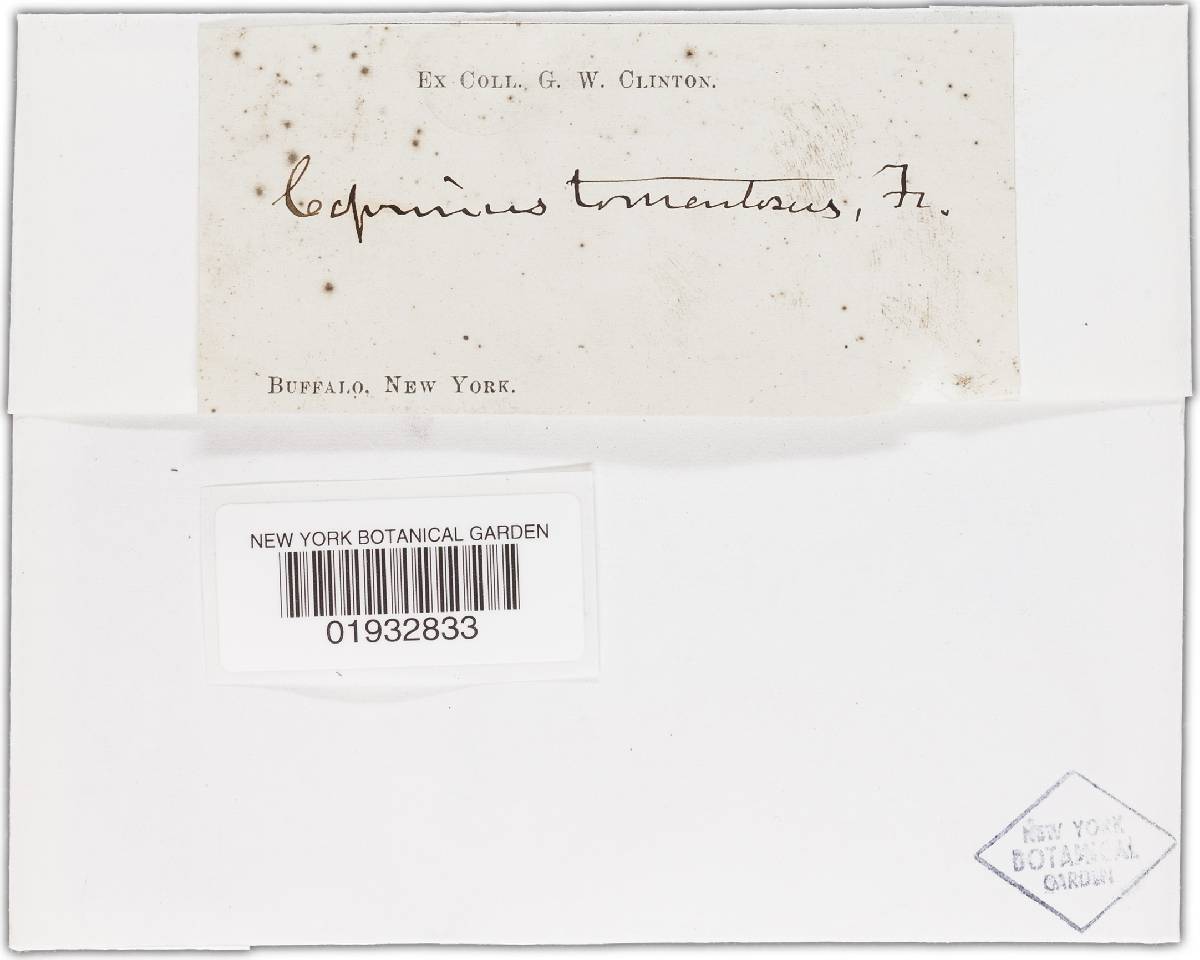 Ex Coll. G. W. Clinton.
Coprinus tomentosus, Fr.
Buffalo, New York.
NEW YORK BOTANICAL GARDEN
01932833
NEW YORK
BOTANICAL
GARDEN